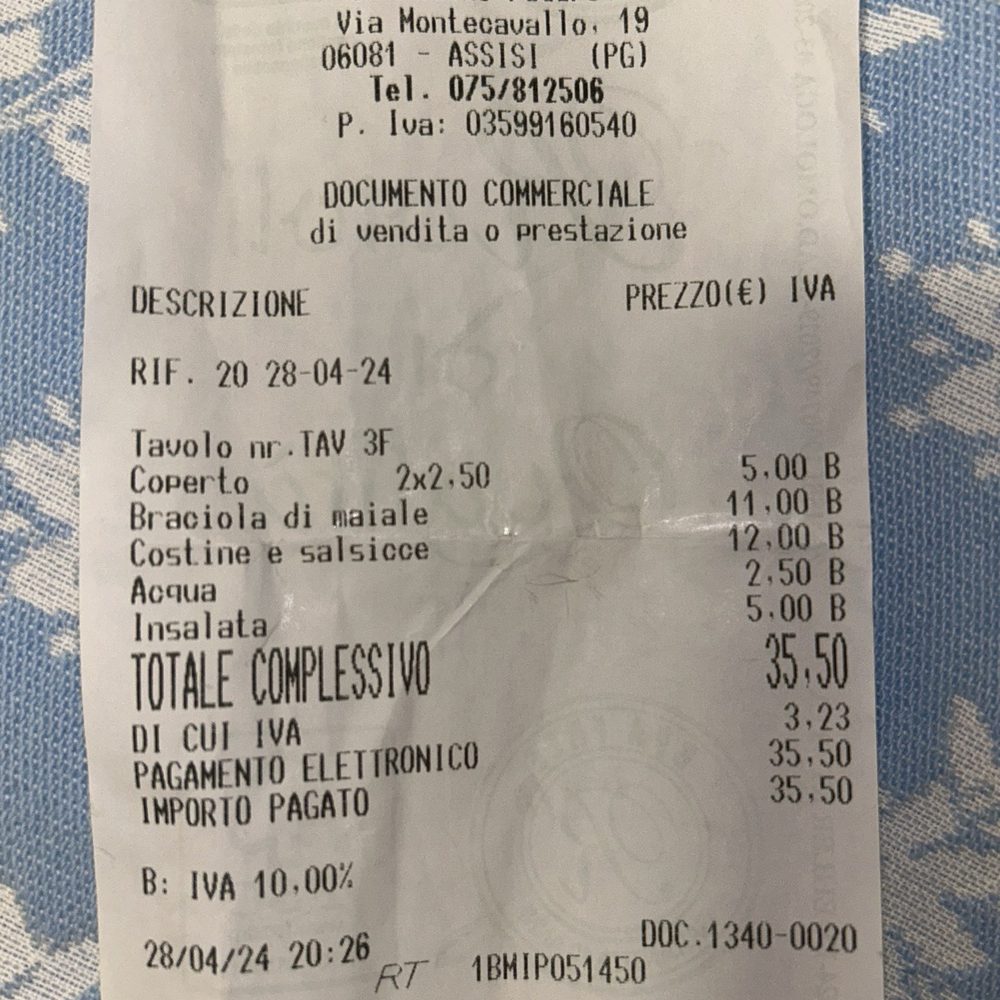 Via Montecavallo, 19
06081 - ASSISI (PG)
Tel. 075/812506
P. Iva: 03599160540
DOCUMENTO COMMERCIALE
di vendita o prestazione
DESCRIZIONE PREZZO(€) IVA
RIF. 20 28-04-24
Tavolo nr.TAV 3F
Coperto 2x2,50 5,00 B
Braciola di maiale 11,00 B
Costine e salsicce 12,00 B
Acqua 2,50 B
Insalata 5,00 B
TOTALE COMPLESSIVO 35,50
DI CUI IVA 3,23
PAGAMENTO ELETTRONICO 35,50
IMPORTO PAGATO 35,50
B: IVA 10,00%
28/04/24 20:26 DOC.1340-0020
RT 1BMIP051450